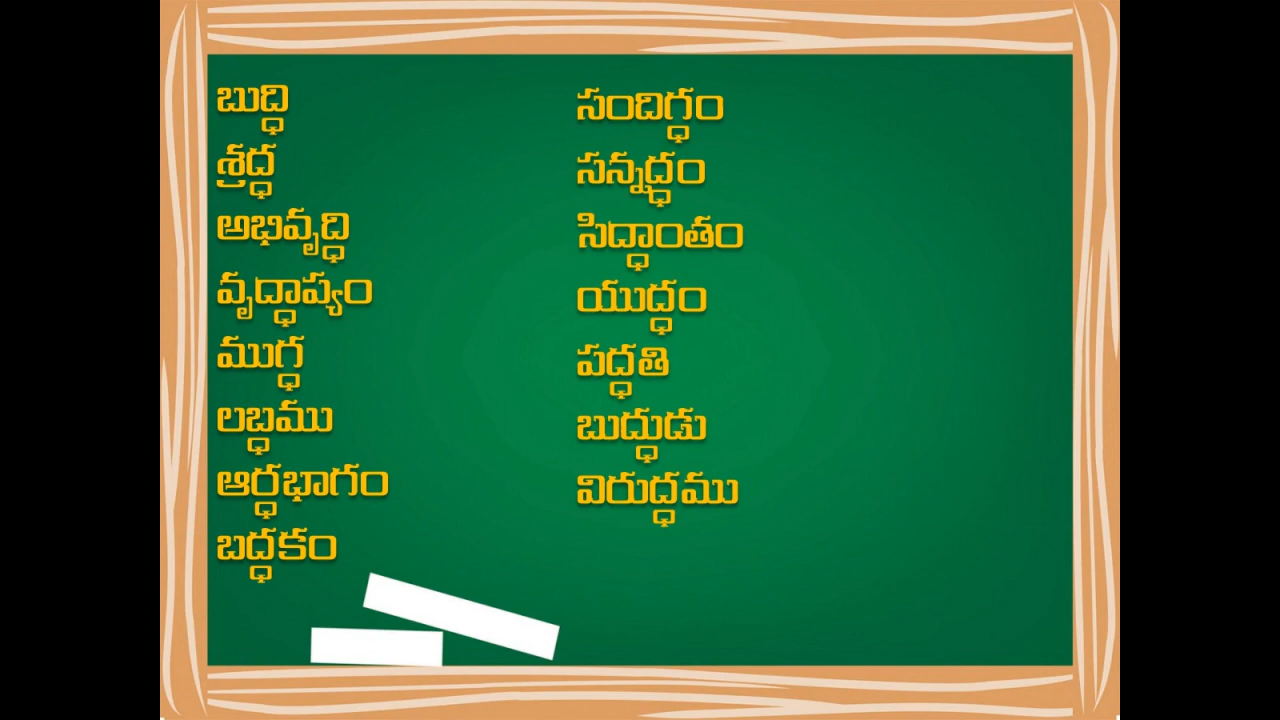 బుద్ధి
శ్రద్ధ
అభివృద్ధి
వృద్ధాప్యం
ముగ్ధ
లబ్ధము
ఆర్ధభాగం
బద్ధకం
సందిగ్ధం
సన్నద్ధం
సిద్ధాంతం
యుద్ధం
పద్ధతి
బుద్ధుడు
విరుద్ధము